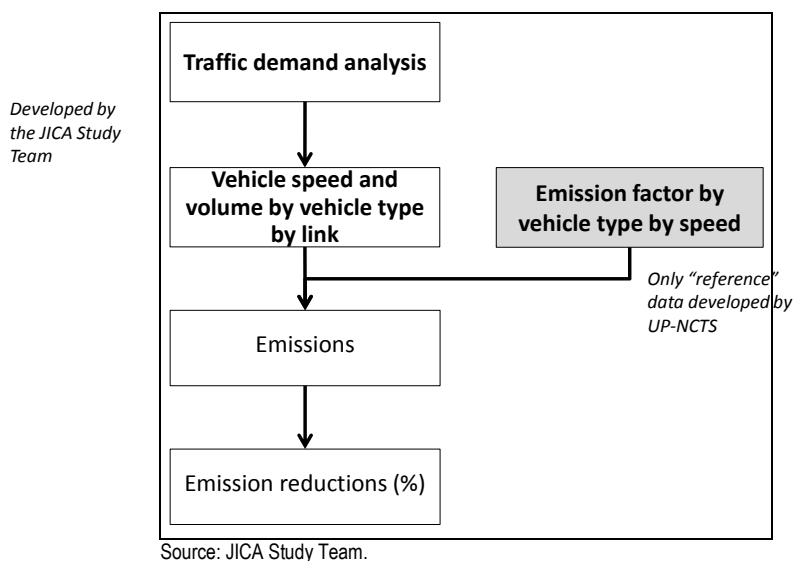 Traffic demand analysis
Developed by
the JICA Study
Team
Vehicle speed and
volume by vehicle type
by link
Emission factor by
vehicle type by speed
Only “reference”
data developed by
UP-NCTS
Emissions
Emission reductions (%)
Source: JICA Study Team.